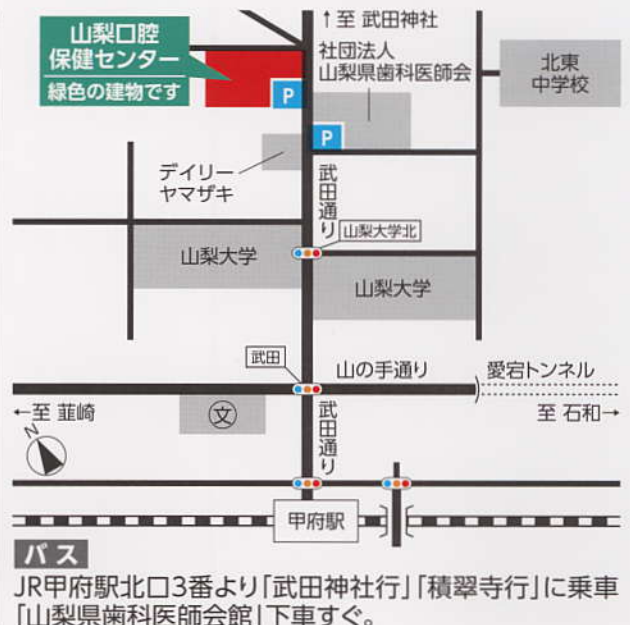 ↑至 武田神社
山梨口腔
保健センター
緑色の建物です
社団法人
山梨県歯科医師会
北東
中学校
P
P
デイリー
ヤマザキ
武田通り
山梨大学北
山梨大学
山梨大学
武田
山の手通り
愛宕トンネル
←至 韮崎
文
武田通り
至 石和→
N
甲府駅
バス
JR甲府駅北口3番より「武田神社行」「積翠寺行」に乗車
「山梨県歯科医師会館」下車すぐ。